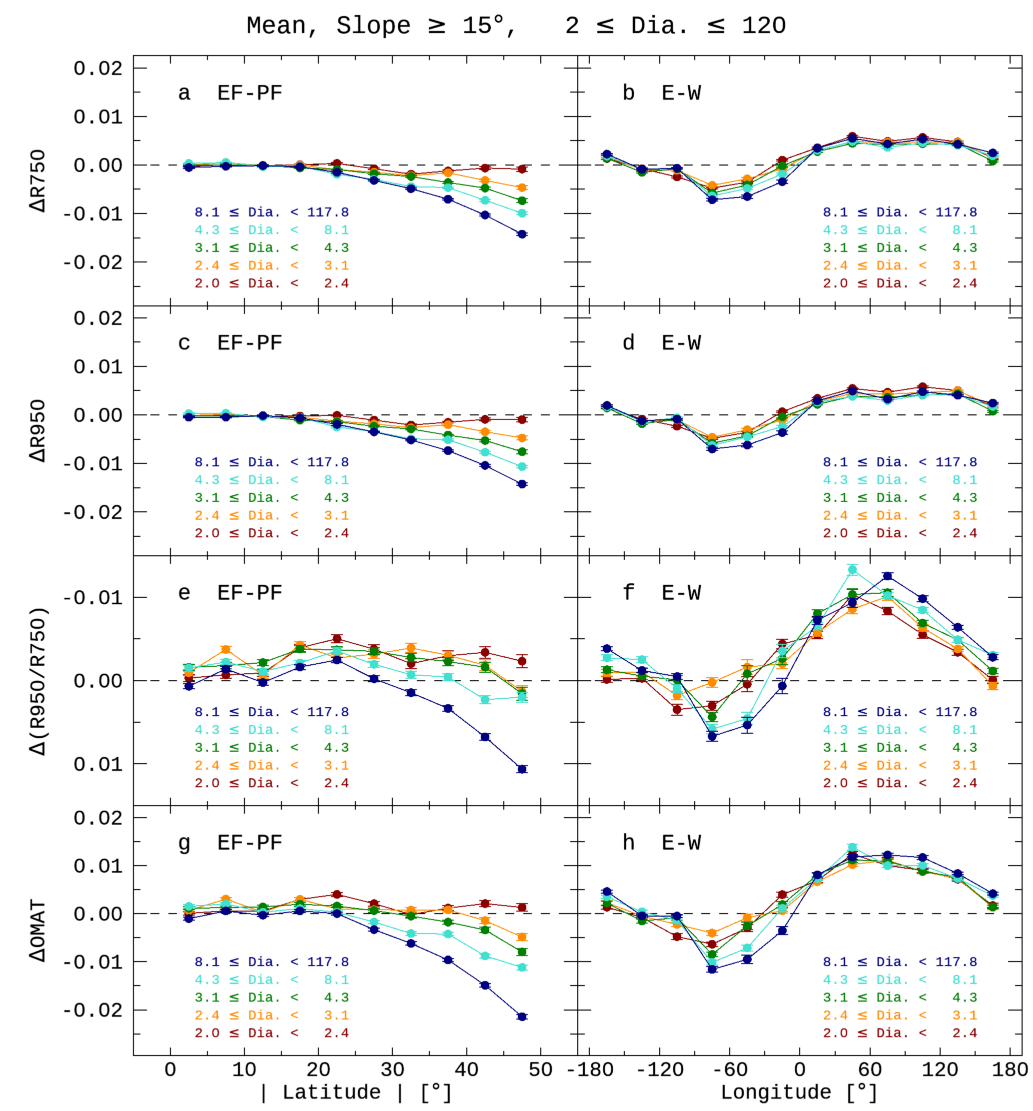 Mean, Slope ≥ 15°, 2 ≤ Dia. ≤ 120
0.02
0.01
0.00
-0.01
-0.02
ΔR750
a EF-PF
8.1 ≤ Dia. < 117.8
4.3 ≤ Dia. < 8.1
3.1 ≤ Dia. < 4.3
2.4 ≤ Dia. < 3.1
2.0 ≤ Dia. < 2.4
b E-W
8.1 ≤ Dia. < 117.8
4.3 ≤ Dia. < 8.1
3.1 ≤ Dia. < 4.3
2.4 ≤ Dia. < 3.1
2.0 ≤ Dia. < 2.4
0.02
0.01
0.00
-0.01
-0.02
ΔR950
c EF-PF
8.1 ≤ Dia. < 117.8
4.3 ≤ Dia. < 8.1
3.1 ≤ Dia. < 4.3
2.4 ≤ Dia. < 3.1
2.0 ≤ Dia. < 2.4
d E-W
8.1 ≤ Dia. < 117.8
4.3 ≤ Dia. < 8.1
3.1 ≤ Dia. < 4.3
2.4 ≤ Dia. < 3.1
2.0 ≤ Dia. < 2.4
-0.01
0.00
0.01
Δ(R950/R750)
e EF-PF
8.1 ≤ Dia. < 117.8
4.3 ≤ Dia. < 8.1
3.1 ≤ Dia. < 4.3
2.4 ≤ Dia. < 3.1
2.0 ≤ Dia. < 2.4
f E-W
8.1 ≤ Dia. < 117.8
4.3 ≤ Dia. < 8.1
3.1 ≤ Dia. < 4.3
2.4 ≤ Dia. < 3.1
2.0 ≤ Dia. < 2.4
0.02
0.01
0.00
-0.01
-0.02
ΔOMAT
g EF-PF
8.1 ≤ Dia. < 117.8
4.3 ≤ Dia. < 8.1
3.1 ≤ Dia. < 4.3
2.4 ≤ Dia. < 3.1
2.0 ≤ Dia. < 2.4
h E-W
8.1 ≤ Dia. < 117.8
4.3 ≤ Dia. < 8.1
3.1 ≤ Dia. < 4.3
2.4 ≤ Dia. < 3.1
2.0 ≤ Dia. < 2.4
0 10 20 30 40 50 -180 -120 -60 0 60 120 180
| Latitude | [°] Longitude [°]